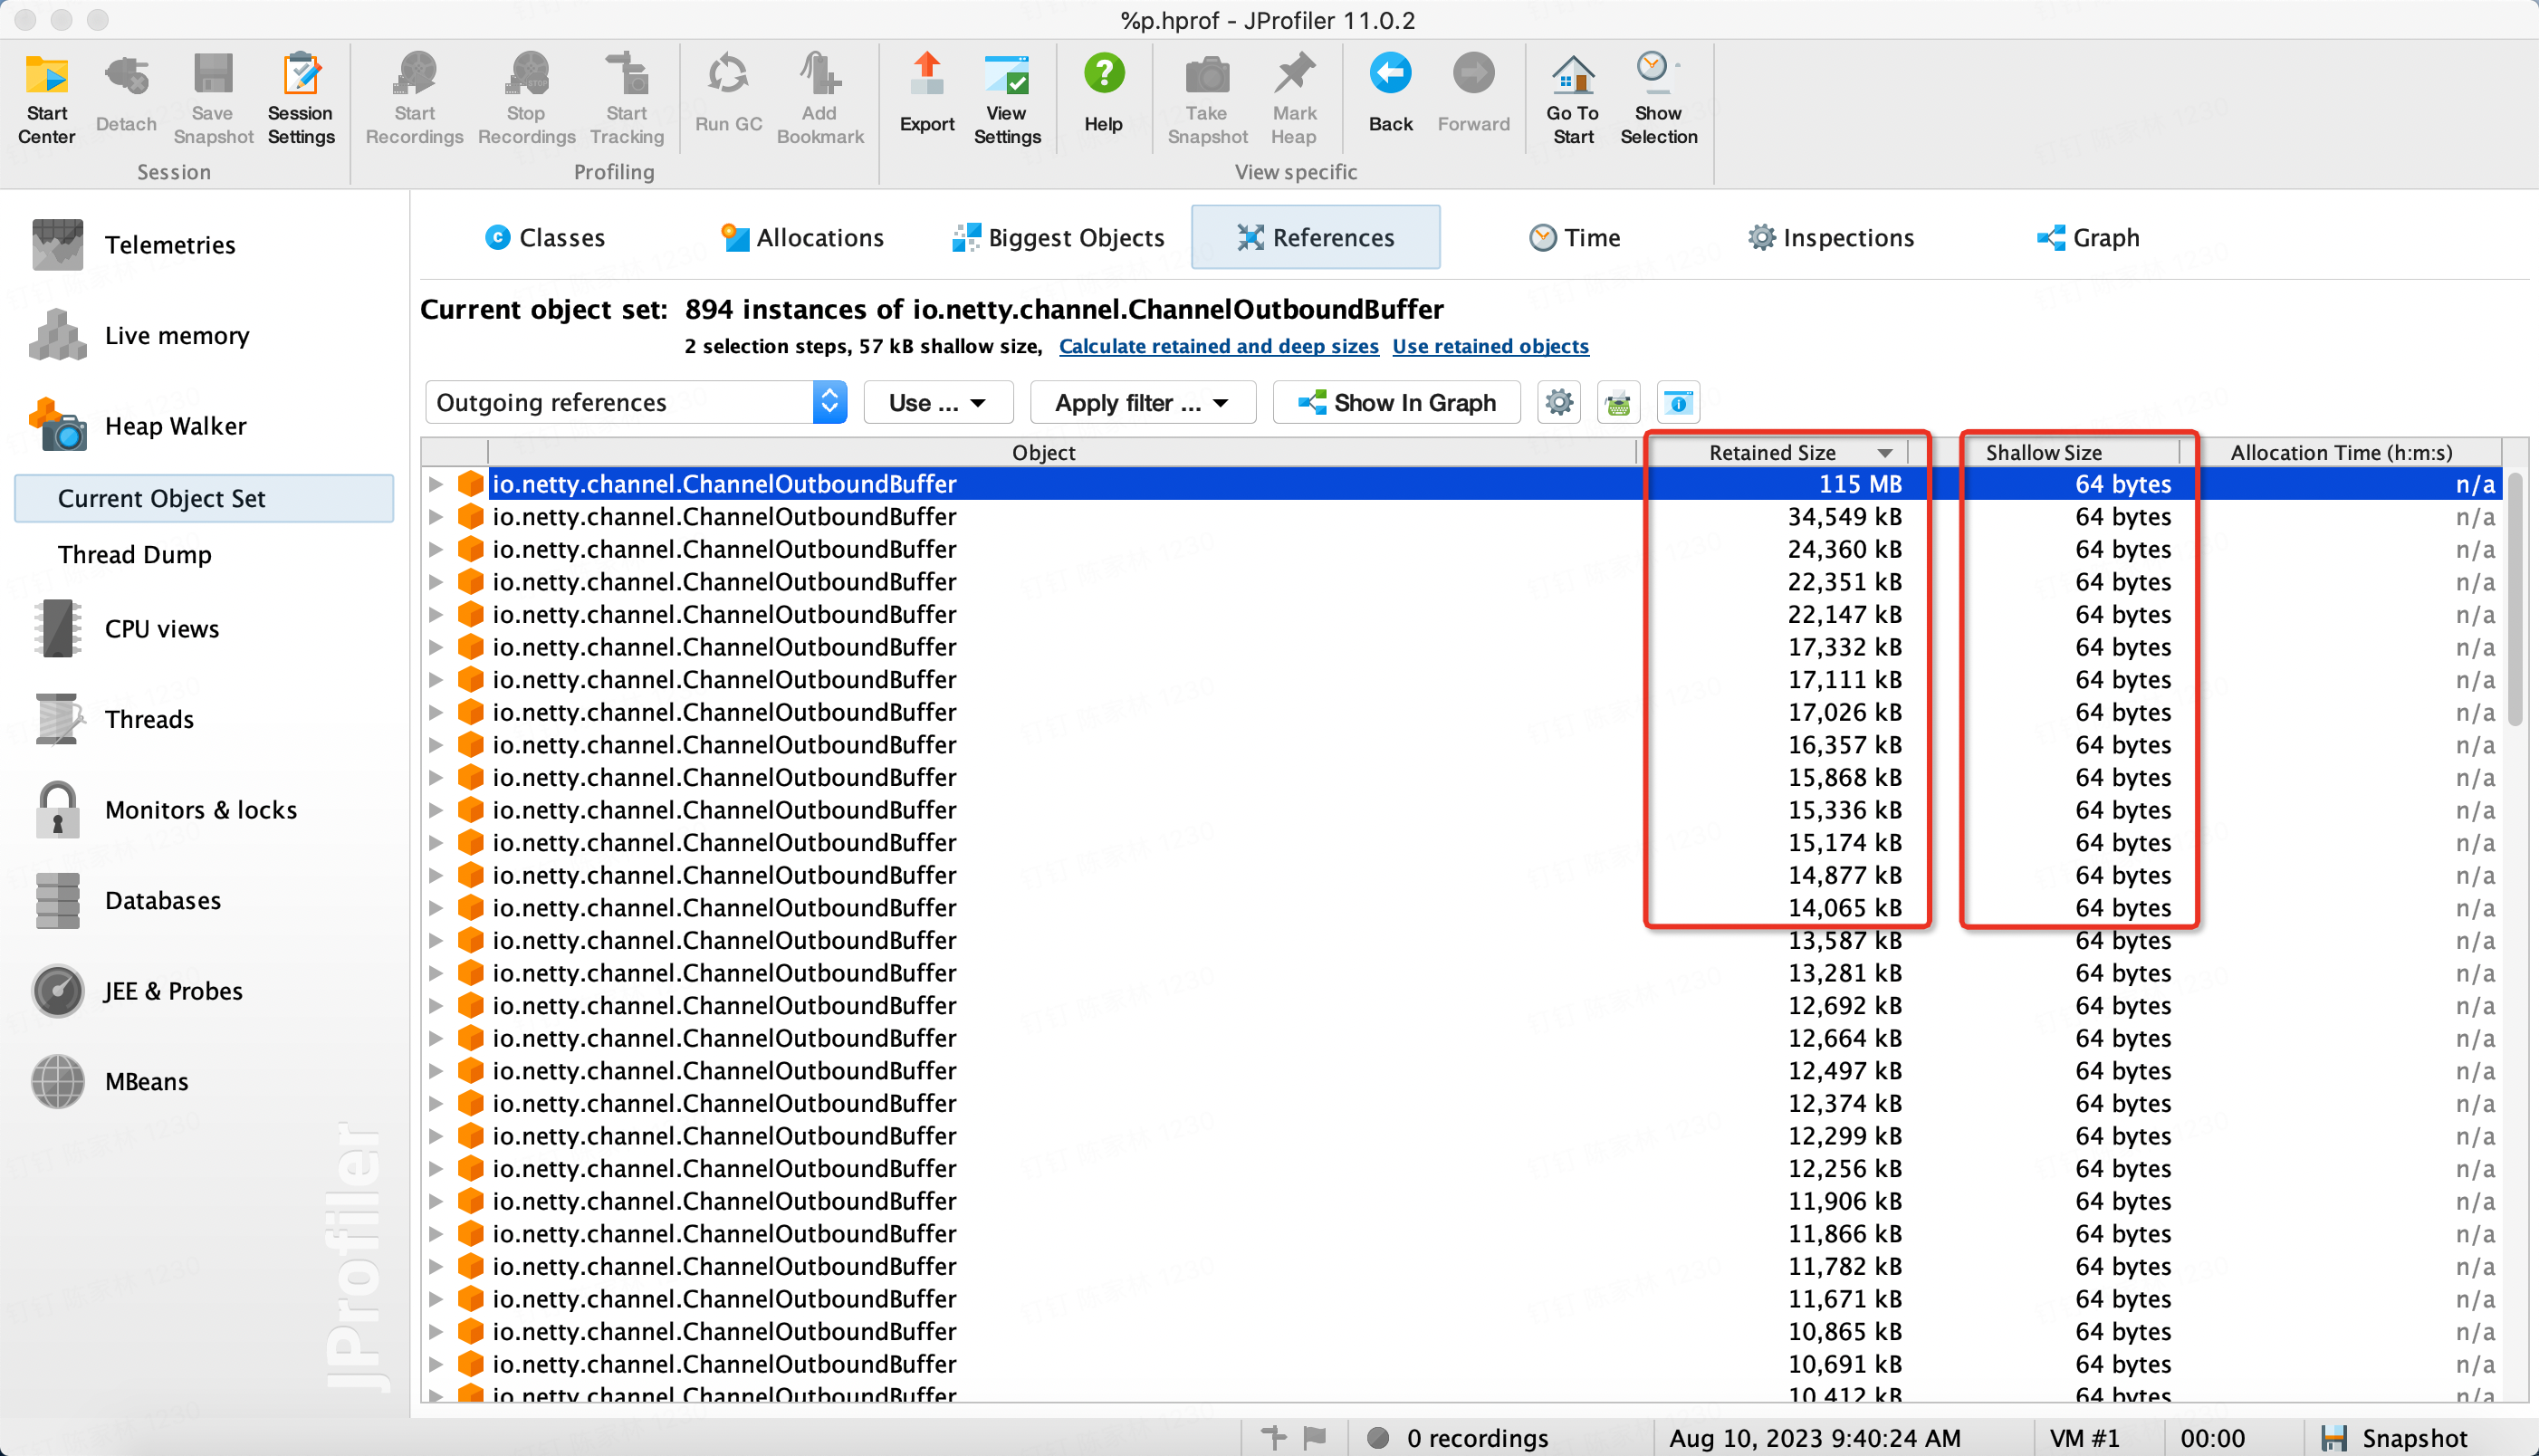 %p.hprof - JProfiler 11.0.2
Start Center
Detach
Save Snapshot
Session Settings
Start Recordings
Stop Recordings
Start Tracking
Run GC
Add Bookmark
Export
View Settings
Help
Take Snapshot
Mark Heap
Back
Forward
Go To Start
Show Selection
Session
Profiling
View specific
Telemetries
Live memory
Heap Walker
Current Object Set
Thread Dump
CPU views
Threads
Monitors & locks
Databases
JEE & Probes
MBeans
JProfiler
Classes
Allocations
Biggest Objects
References
Time
Inspections
Graph
Current object set: 894 instances of io.netty.channel.ChannelOutboundBuffer
2 selection steps, 57 kB shallow size, Calculate retained and deep sizes Use retained objects
Outgoing references
Use ...
Apply filter ...
Show In Graph
Object Retained Size Shallow Size Allocation Time (h:m:s)
io.netty.channel.ChannelOutboundBuffer 115 MB 64 bytes n/a
io.netty.channel.ChannelOutboundBuffer 34,549 kB 64 bytes n/a
io.netty.channel.ChannelOutboundBuffer 24,360 kB 64 bytes n/a
io.netty.channel.ChannelOutboundBuffer 22,351 kB 64 bytes n/a
io.netty.channel.ChannelOutboundBuffer 22,147 kB 64 bytes n/a
io.netty.channel.ChannelOutboundBuffer 17,332 kB 64 bytes n/a
io.netty.channel.ChannelOutboundBuffer 17,111 kB 64 bytes n/a
io.netty.channel.ChannelOutboundBuffer 17,026 kB 64 bytes n/a
io.netty.channel.ChannelOutboundBuffer 16,357 kB 64 bytes n/a
io.netty.channel.ChannelOutboundBuffer 15,868 kB 64 bytes n/a
io.netty.channel.ChannelOutboundBuffer 15,336 kB 64 bytes n/a
io.netty.channel.ChannelOutboundBuffer 15,174 kB 64 bytes n/a
io.netty.channel.ChannelOutboundBuffer 14,877 kB 64 bytes n/a
io.netty.channel.ChannelOutboundBuffer 14,065 kB 64 bytes n/a
io.netty.channel.ChannelOutboundBuffer 13,587 kB 64 bytes n/a
io.netty.channel.ChannelOutboundBuffer 13,281 kB 64 bytes n/a
io.netty.channel.ChannelOutboundBuffer 12,692 kB 64 bytes n/a
io.netty.channel.ChannelOutboundBuffer 12,664 kB 64 bytes n/a
io.netty.channel.ChannelOutboundBuffer 12,497 kB 64 bytes n/a
io.netty.channel.ChannelOutboundBuffer 12,374 kB 64 bytes n/a
io.netty.channel.ChannelOutboundBuffer 12,299 kB 64 bytes n/a
io.netty.channel.ChannelOutboundBuffer 12,256 kB 64 bytes n/a
io.netty.channel.ChannelOutboundBuffer 11,906 kB 64 bytes n/a
io.netty.channel.ChannelOutboundBuffer 11,866 kB 64 bytes n/a
io.netty.channel.ChannelOutboundBuffer 11,782 kB 64 bytes n/a
io.netty.channel.ChannelOutboundBuffer 11,671 kB 64 bytes n/a
io.netty.channel.ChannelOutboundBuffer 10,865 kB 64 bytes n/a
io.netty.channel.ChannelOutboundBuffer 10,691 kB 64 bytes n/a
io.netty.channel.ChannelOutboundBuffer 10,412 kB 64 bytes n/a
0 recordings Aug 10, 2023 9:40:24 AM VM #1 00:00 Snapshot